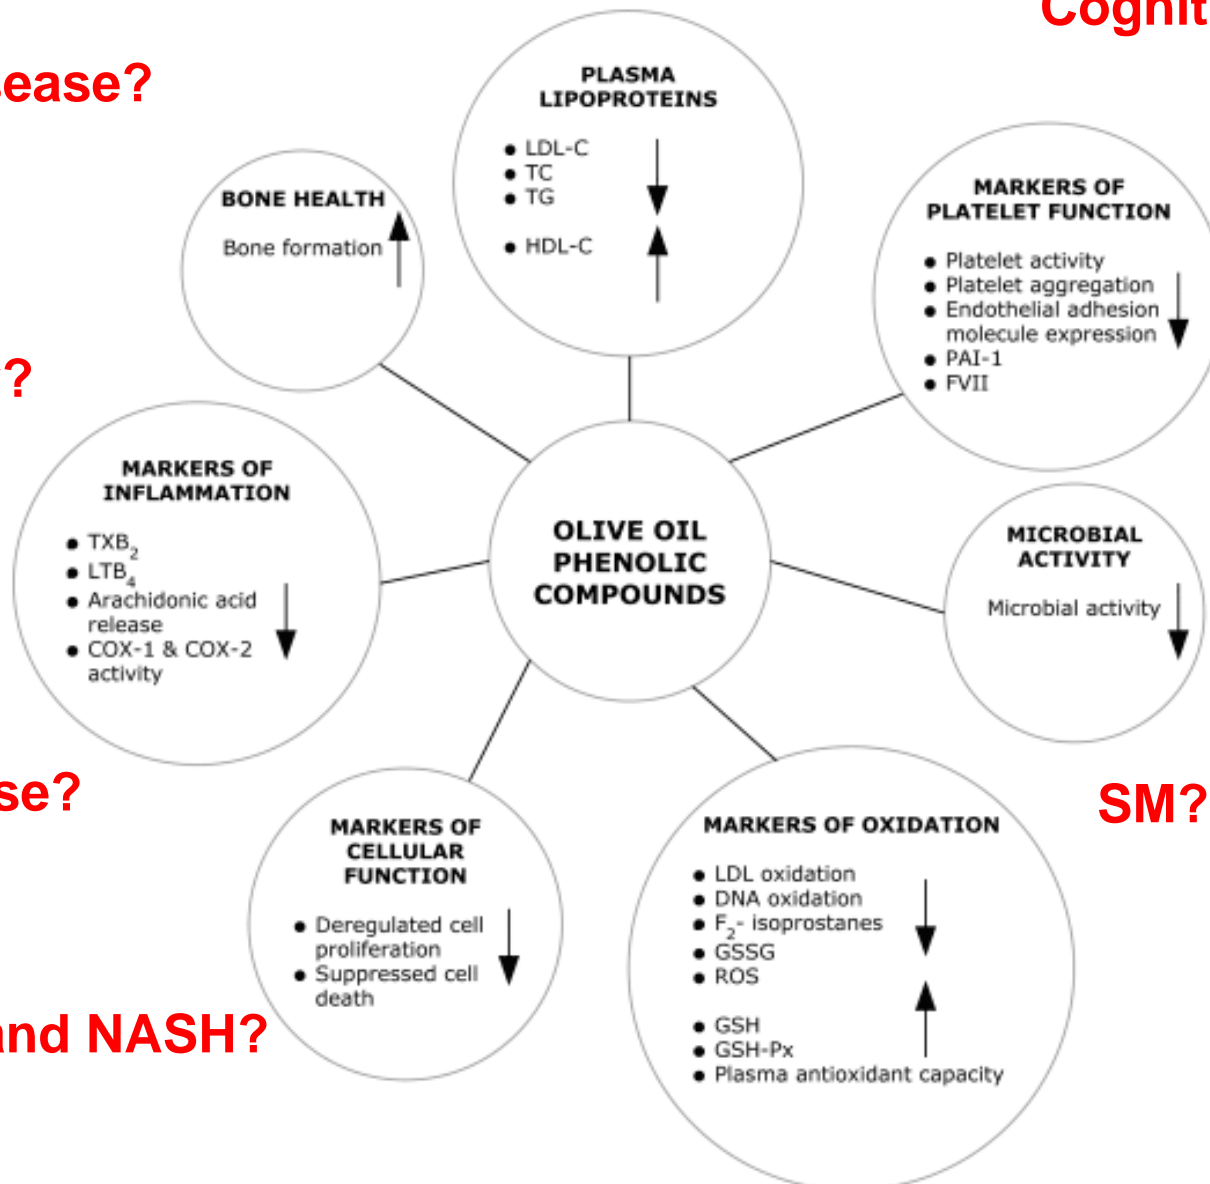 Cognit
sease?
PLASMA
LIPOPROTEINS
● LDL-C
● TC
● TG
● HDL-C
BONE HEALTH
Bone formation
MARKERS OF
PLATELET FUNCTION
● Platelet activity
● Platelet aggregation
● Endothelial adhesion
molecule expression
● PAI-1
● FVII
?
MARKERS OF
INFLAMMATION
● TXB₂
● LTB₄
● Arachidonic acid
release
● COX-1 & COX-2
activity
OLIVE OIL
PHENOLIC
COMPOUNDS
MICROBIAL
ACTIVITY
Microbial activity
se?
SM?
MARKERS OF
CELLULAR
FUNCTION
● Deregulated cell
proliferation
● Suppressed cell
death
MARKERS OF OXIDATION
● LDL oxidation
● DNA oxidation
● F₂- isoprostanes
● GSSG
● ROS
● GSH
● GSH-Px
● Plasma antioxidant capacity
and NASH?